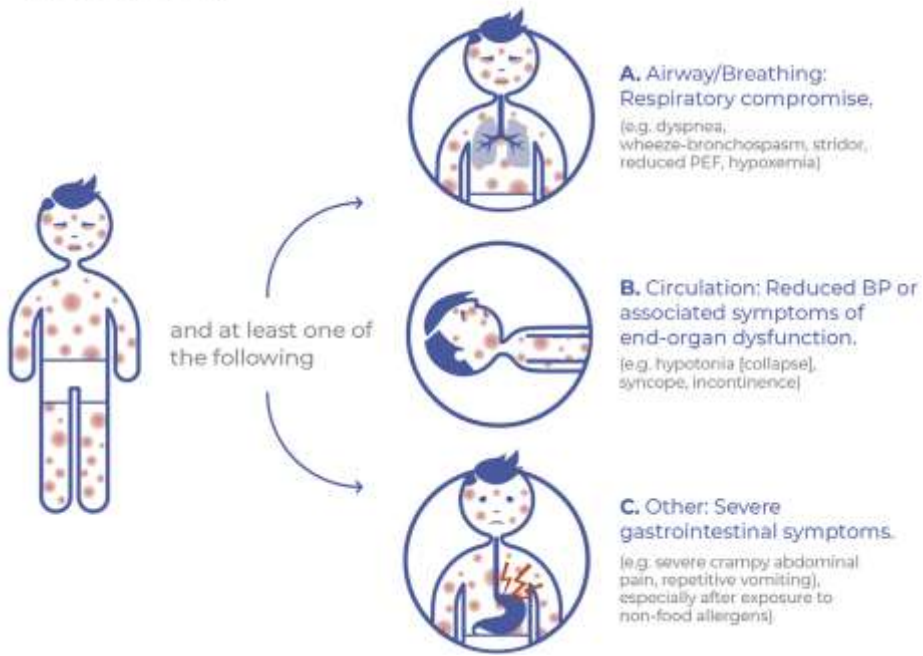 and at least one of
the following
A. Airway/Breathing:
Respiratory compromise.
(e.g. dyspnea,
wheeze-bronchospasm, stridor,
reduced PEF, hypoxemia)
B. Circulation: Reduced BP or
associated symptoms of
end-organ dysfunction.
(e.g. hypotonia [collapse],
syncope, incontinence)
C. Other: Severe
gastrointestinal symptoms.
(e.g. severe crampy abdominal
pain, repetitive vomiting),
especially after exposure to
non-food allergens)